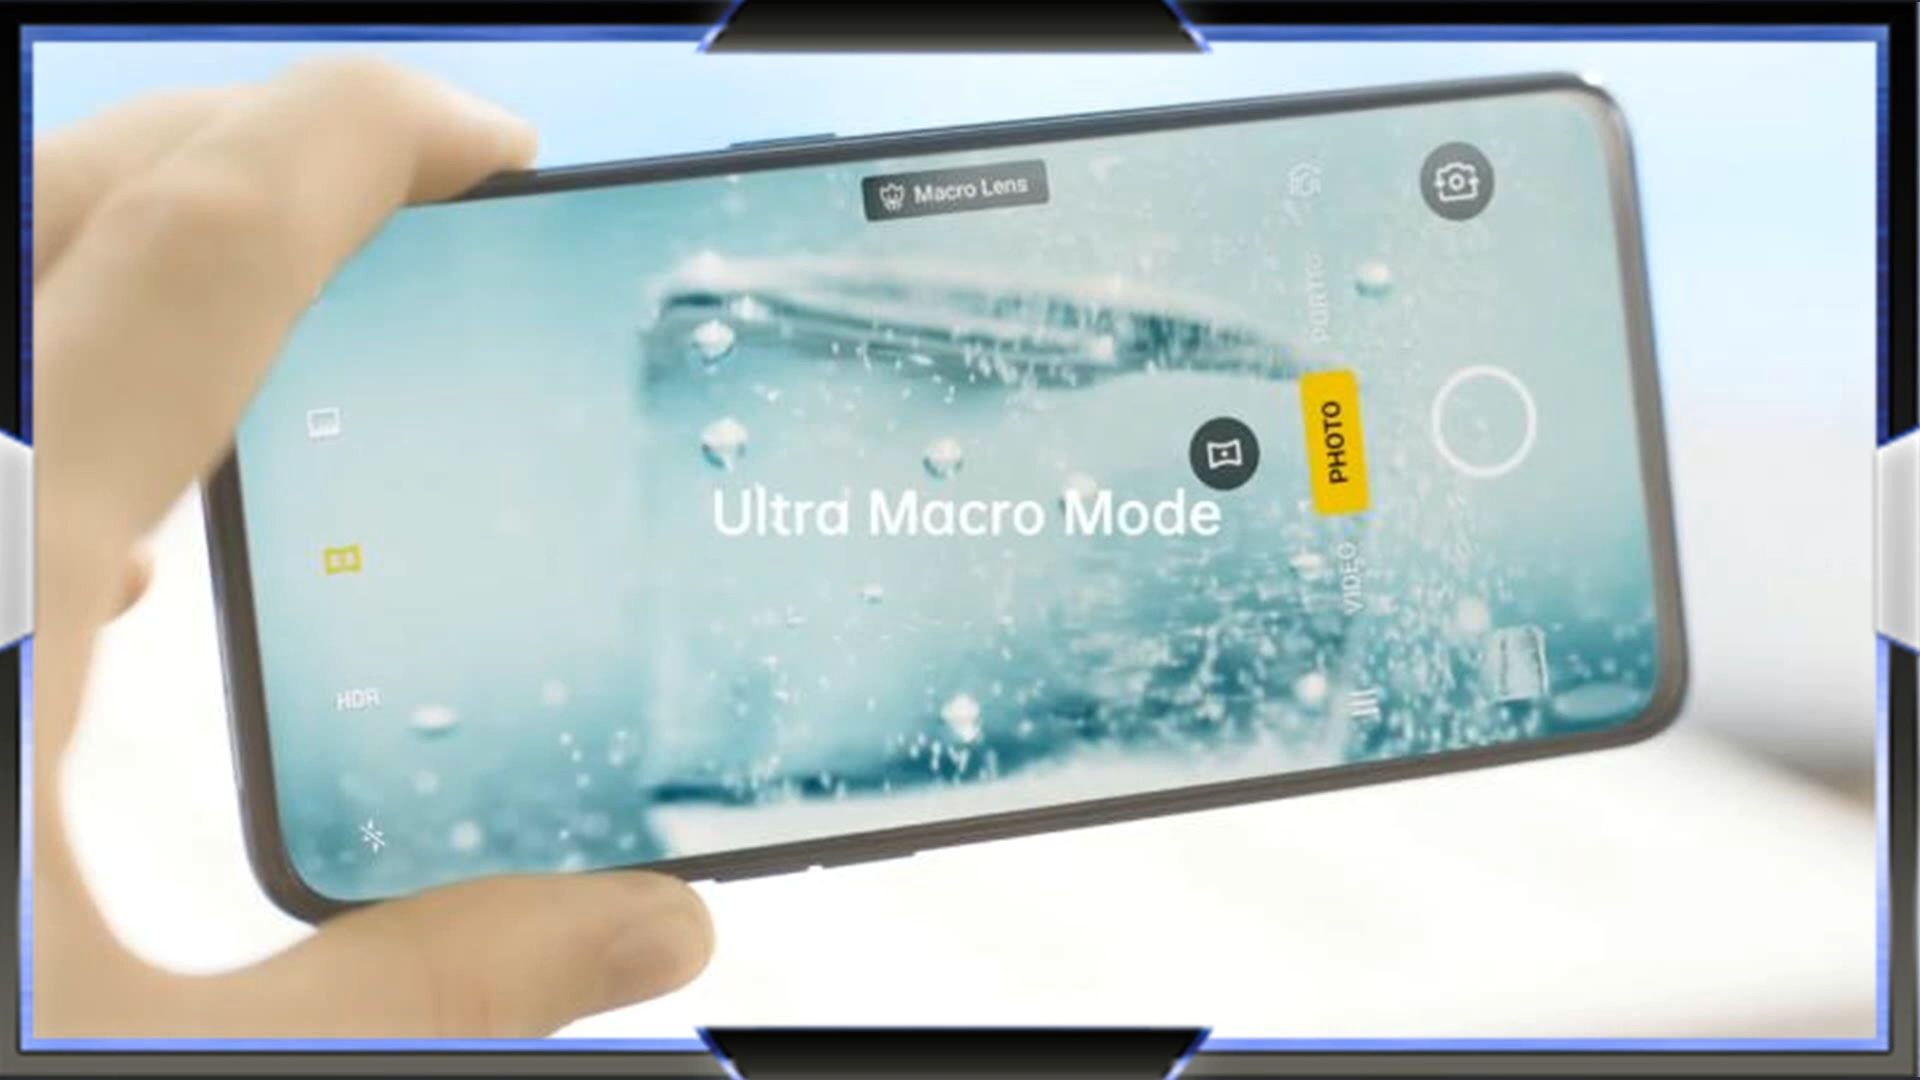 Macro Lens
PORTRAIT
PHOTO
Ultra Macro Mode
VIDEO
HDR